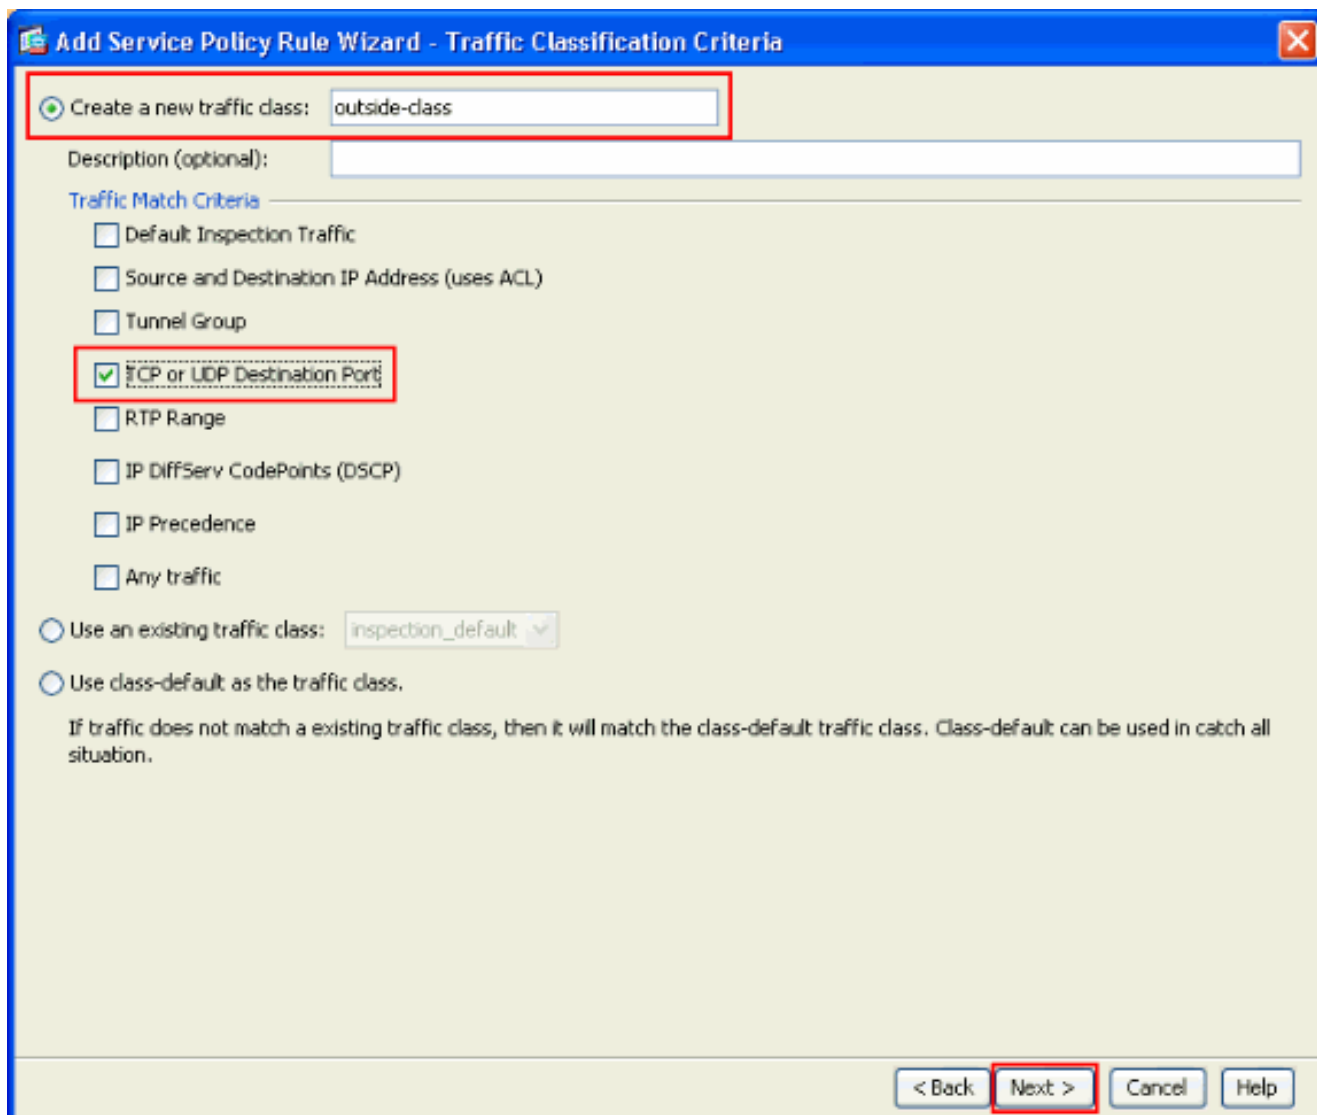 Add Service Policy Rule Wizard - Traffic Classification Criteria
Create a new traffic class: outside-class
Description (optional):
Traffic Match Criteria
Default Inspection Traffic
Source and Destination IP Address (uses ACL)
Tunnel Group
TCP or UDP Destination Port
RTP Range
IP DiffServ CodePoints (DSCP)
IP Precedence
Any traffic
Use an existing traffic class: inspection_default
Use class-default as the traffic class.
If traffic does not match a existing traffic class, then it will match the class-default traffic class. Class-default can be used in catch all
situation.
< Back Next > Cancel Help